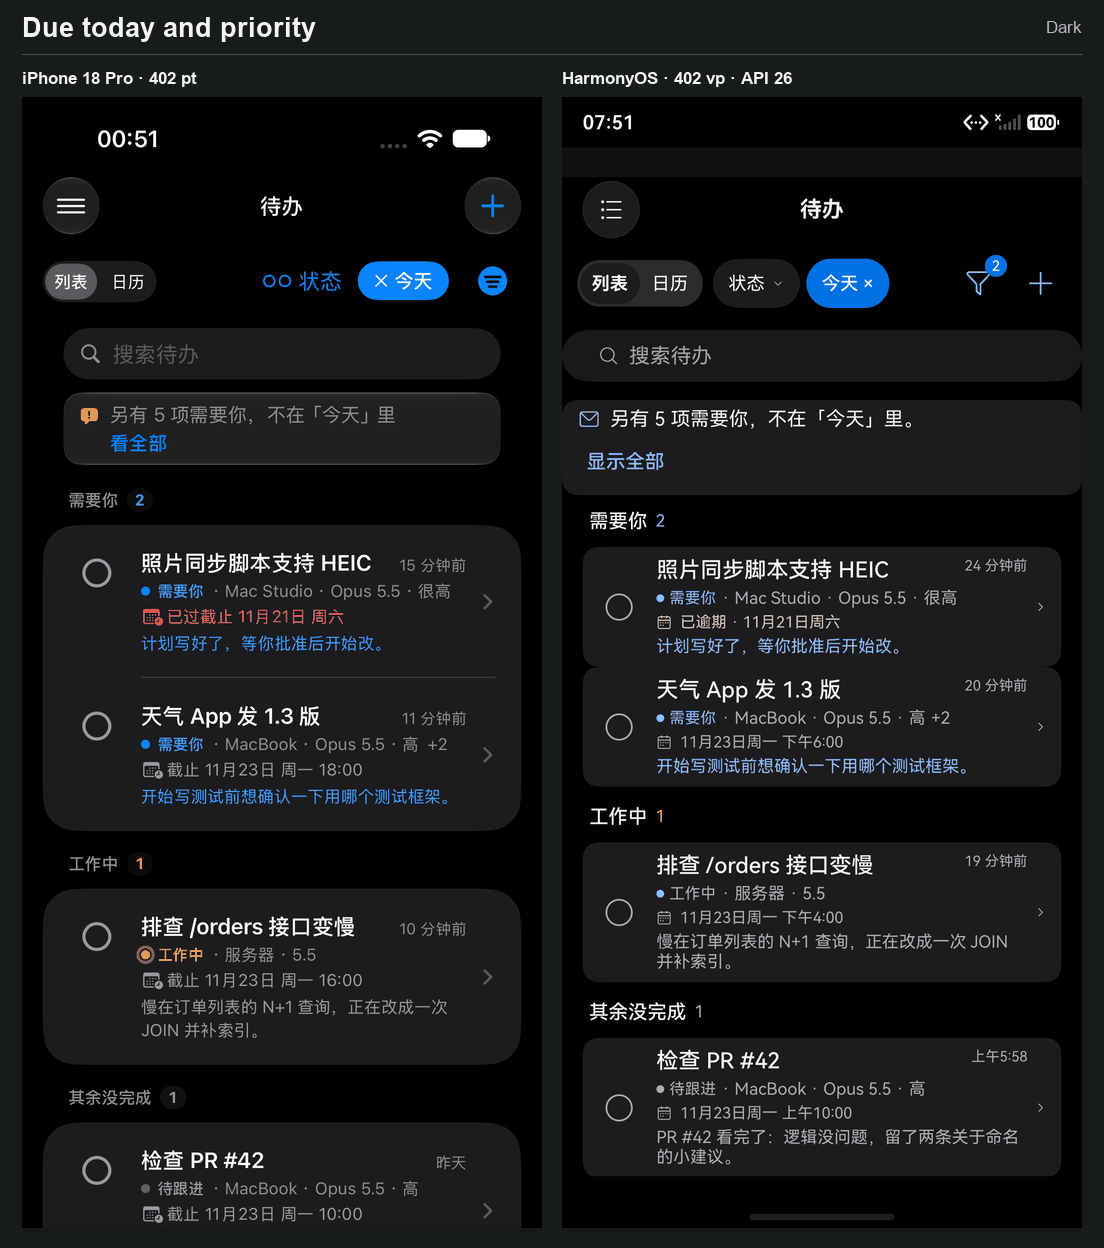 Due today and priority
Dark
iPhone 18 Pro · 402 pt
00:51
待办
列表 日历 状态 × 今天
搜索待办
另有 5 项需要你，不在「今天」里
看全部
需要你 2
照片同步脚本支持 HEIC 15 分钟前
需要你 · Mac Studio · Opus 5.5 · 很高
已过截止 11月21日 周六
计划写好了，等你批准后开始改。
天气 App 发 1.3 版 11 分钟前
需要你 · MacBook · Opus 5.5 · 高 +2
截止 11月23日 周一 18:00
开始写测试前想确认一下用哪个测试框架。
工作中 1
排查 /orders 接口变慢 10 分钟前
工作中 · 服务器 · 5.5
截止 11月23日 周一 16:00
慢在订单列表的 N+1 查询，正在改成一次
JOIN 并补索引。
其余没完成 1
检查 PR #42 昨天
待跟进 · MacBook · Opus 5.5 · 高
截止 11月23日 周一 10:00
HarmonyOS · 402 vp · API 26
07:51 100
待办
列表 日历 状态 今天 × 2
搜索待办
另有 5 项需要你，不在「今天」里。
显示全部
需要你 2
照片同步脚本支持 HEIC 24 分钟前
需要你 · Mac Studio · Opus 5.5 · 很高
已逾期 · 11月21日周六
计划写好了，等你批准后开始改。
天气 App 发 1.3 版 20 分钟前
需要你 · MacBook · Opus 5.5 · 高 +2
11月23日周一 下午6:00
开始写测试前想确认一下用哪个测试框架。
工作中 1
排查 /orders 接口变慢 19 分钟前
工作中 · 服务器 · 5.5
11月23日周一 下午4:00
慢在订单列表的 N+1 查询，正在改成一次 JOIN
并补索引。
其余没完成 1
检查 PR #42 上午5:58
待跟进 · MacBook · Opus 5.5 · 高
11月23日周一 上午10:00
PR #42 看完了：逻辑没问题，留了两条关于命名
的小建议。